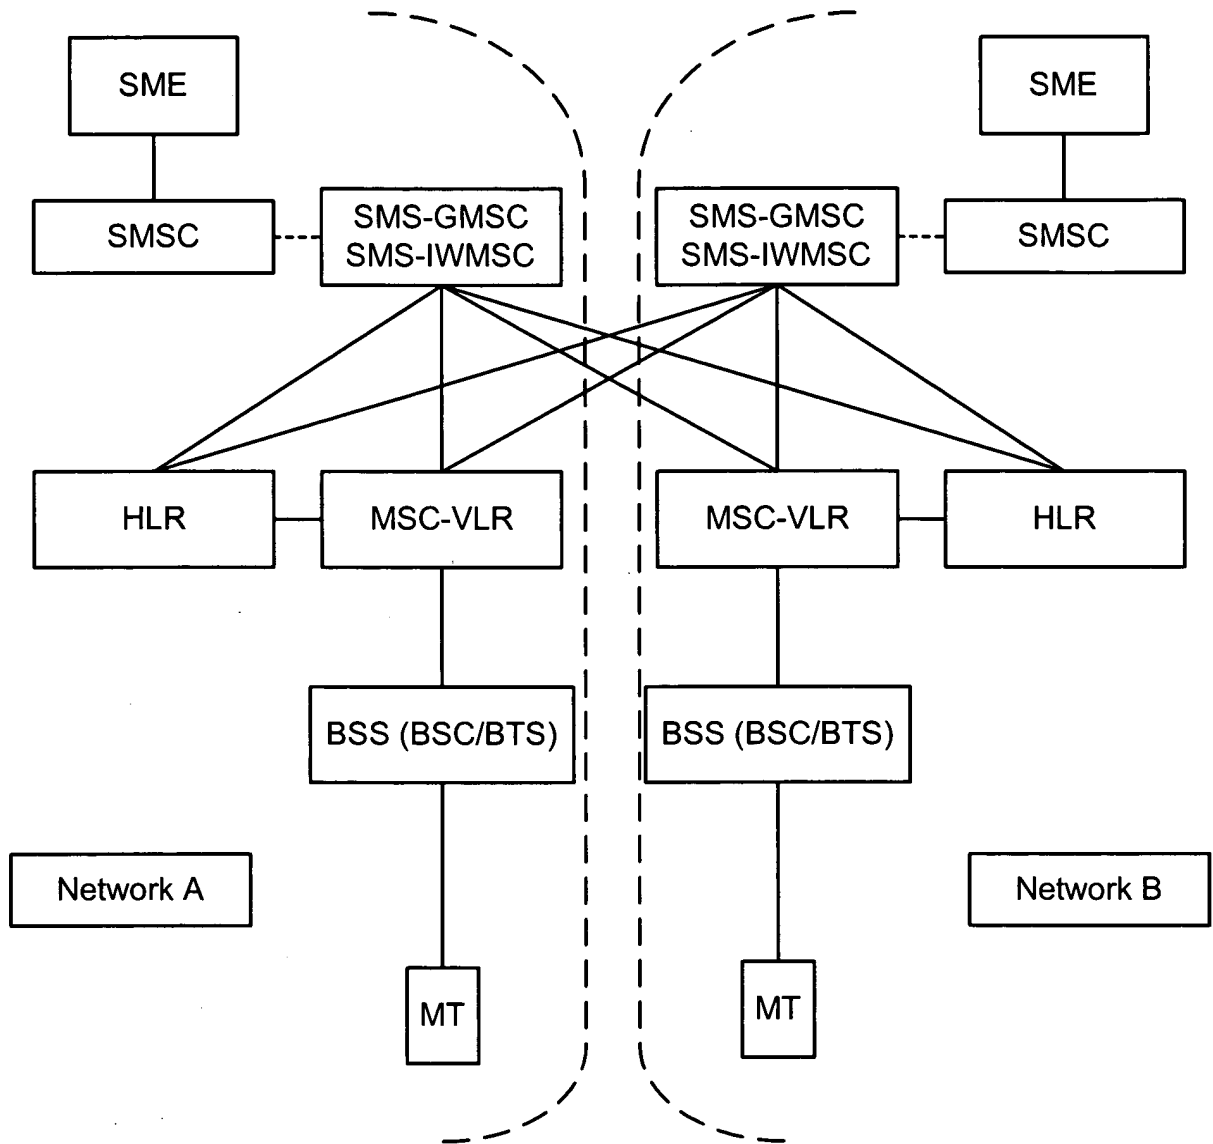 SME
SME
SMSC
SMS-GMSC
SMS-IWMSC
SMS-GMSC
SMS-IWMSC
SMSC
HLR
MSC-VLR
MSC-VLR
HLR
BSS (BSC/BTS)
BSS (BSC/BTS)
Network A
Network B
MT
MT